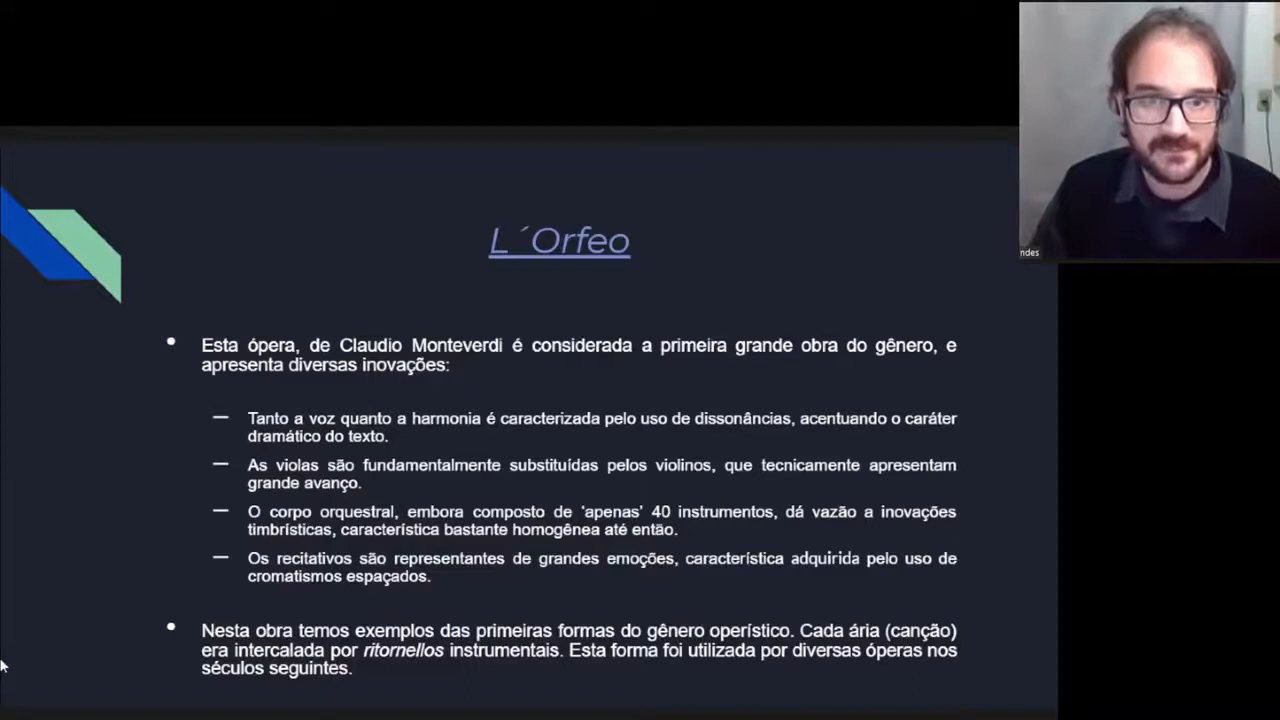 ndes
L ´Orfeo
• Esta ópera, de Claudio Monteverdi é considerada a primeira grande obra do gênero, e
apresenta diversas inovações:
– Tanto a voz quanto a harmonia é caracterizada pelo uso de dissonâncias, acentuando o caráter
dramático do texto.
– As violas são fundamentalmente substituídas pelos violinos, que tecnicamente apresentam
grande avanço.
– O corpo orquestral, embora composto de ‘apenas’ 40 instrumentos, dá vazão a inovações
timbrísticas, característica bastante homogênea até então.
– Os recitativos são representantes de grandes emoções, característica adquirida pelo uso de
cromatismos espaçados.
• Nesta obra temos exemplos das primeiras formas do gênero operístico. Cada ária (canção)
era intercalada por ritornellos instrumentais. Esta forma foi utilizada por diversas óperas nos
séculos seguintes.